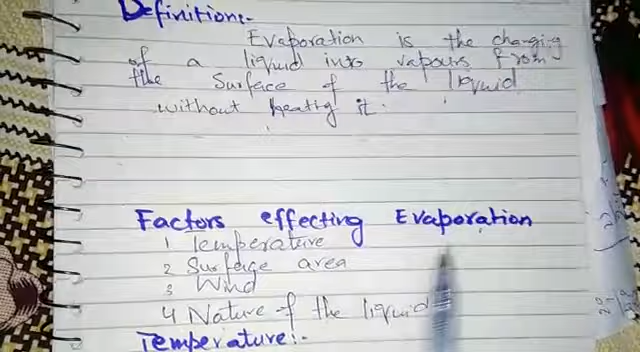 Definition:-
Evaporation is the changing
of a liquid into vapours from
the Surface of the liquid
without heating it.
Factors effecting Evaporation
1 Temperature
2 Surface area
3 Wind
4 Nature of the liquid
Temperature:-